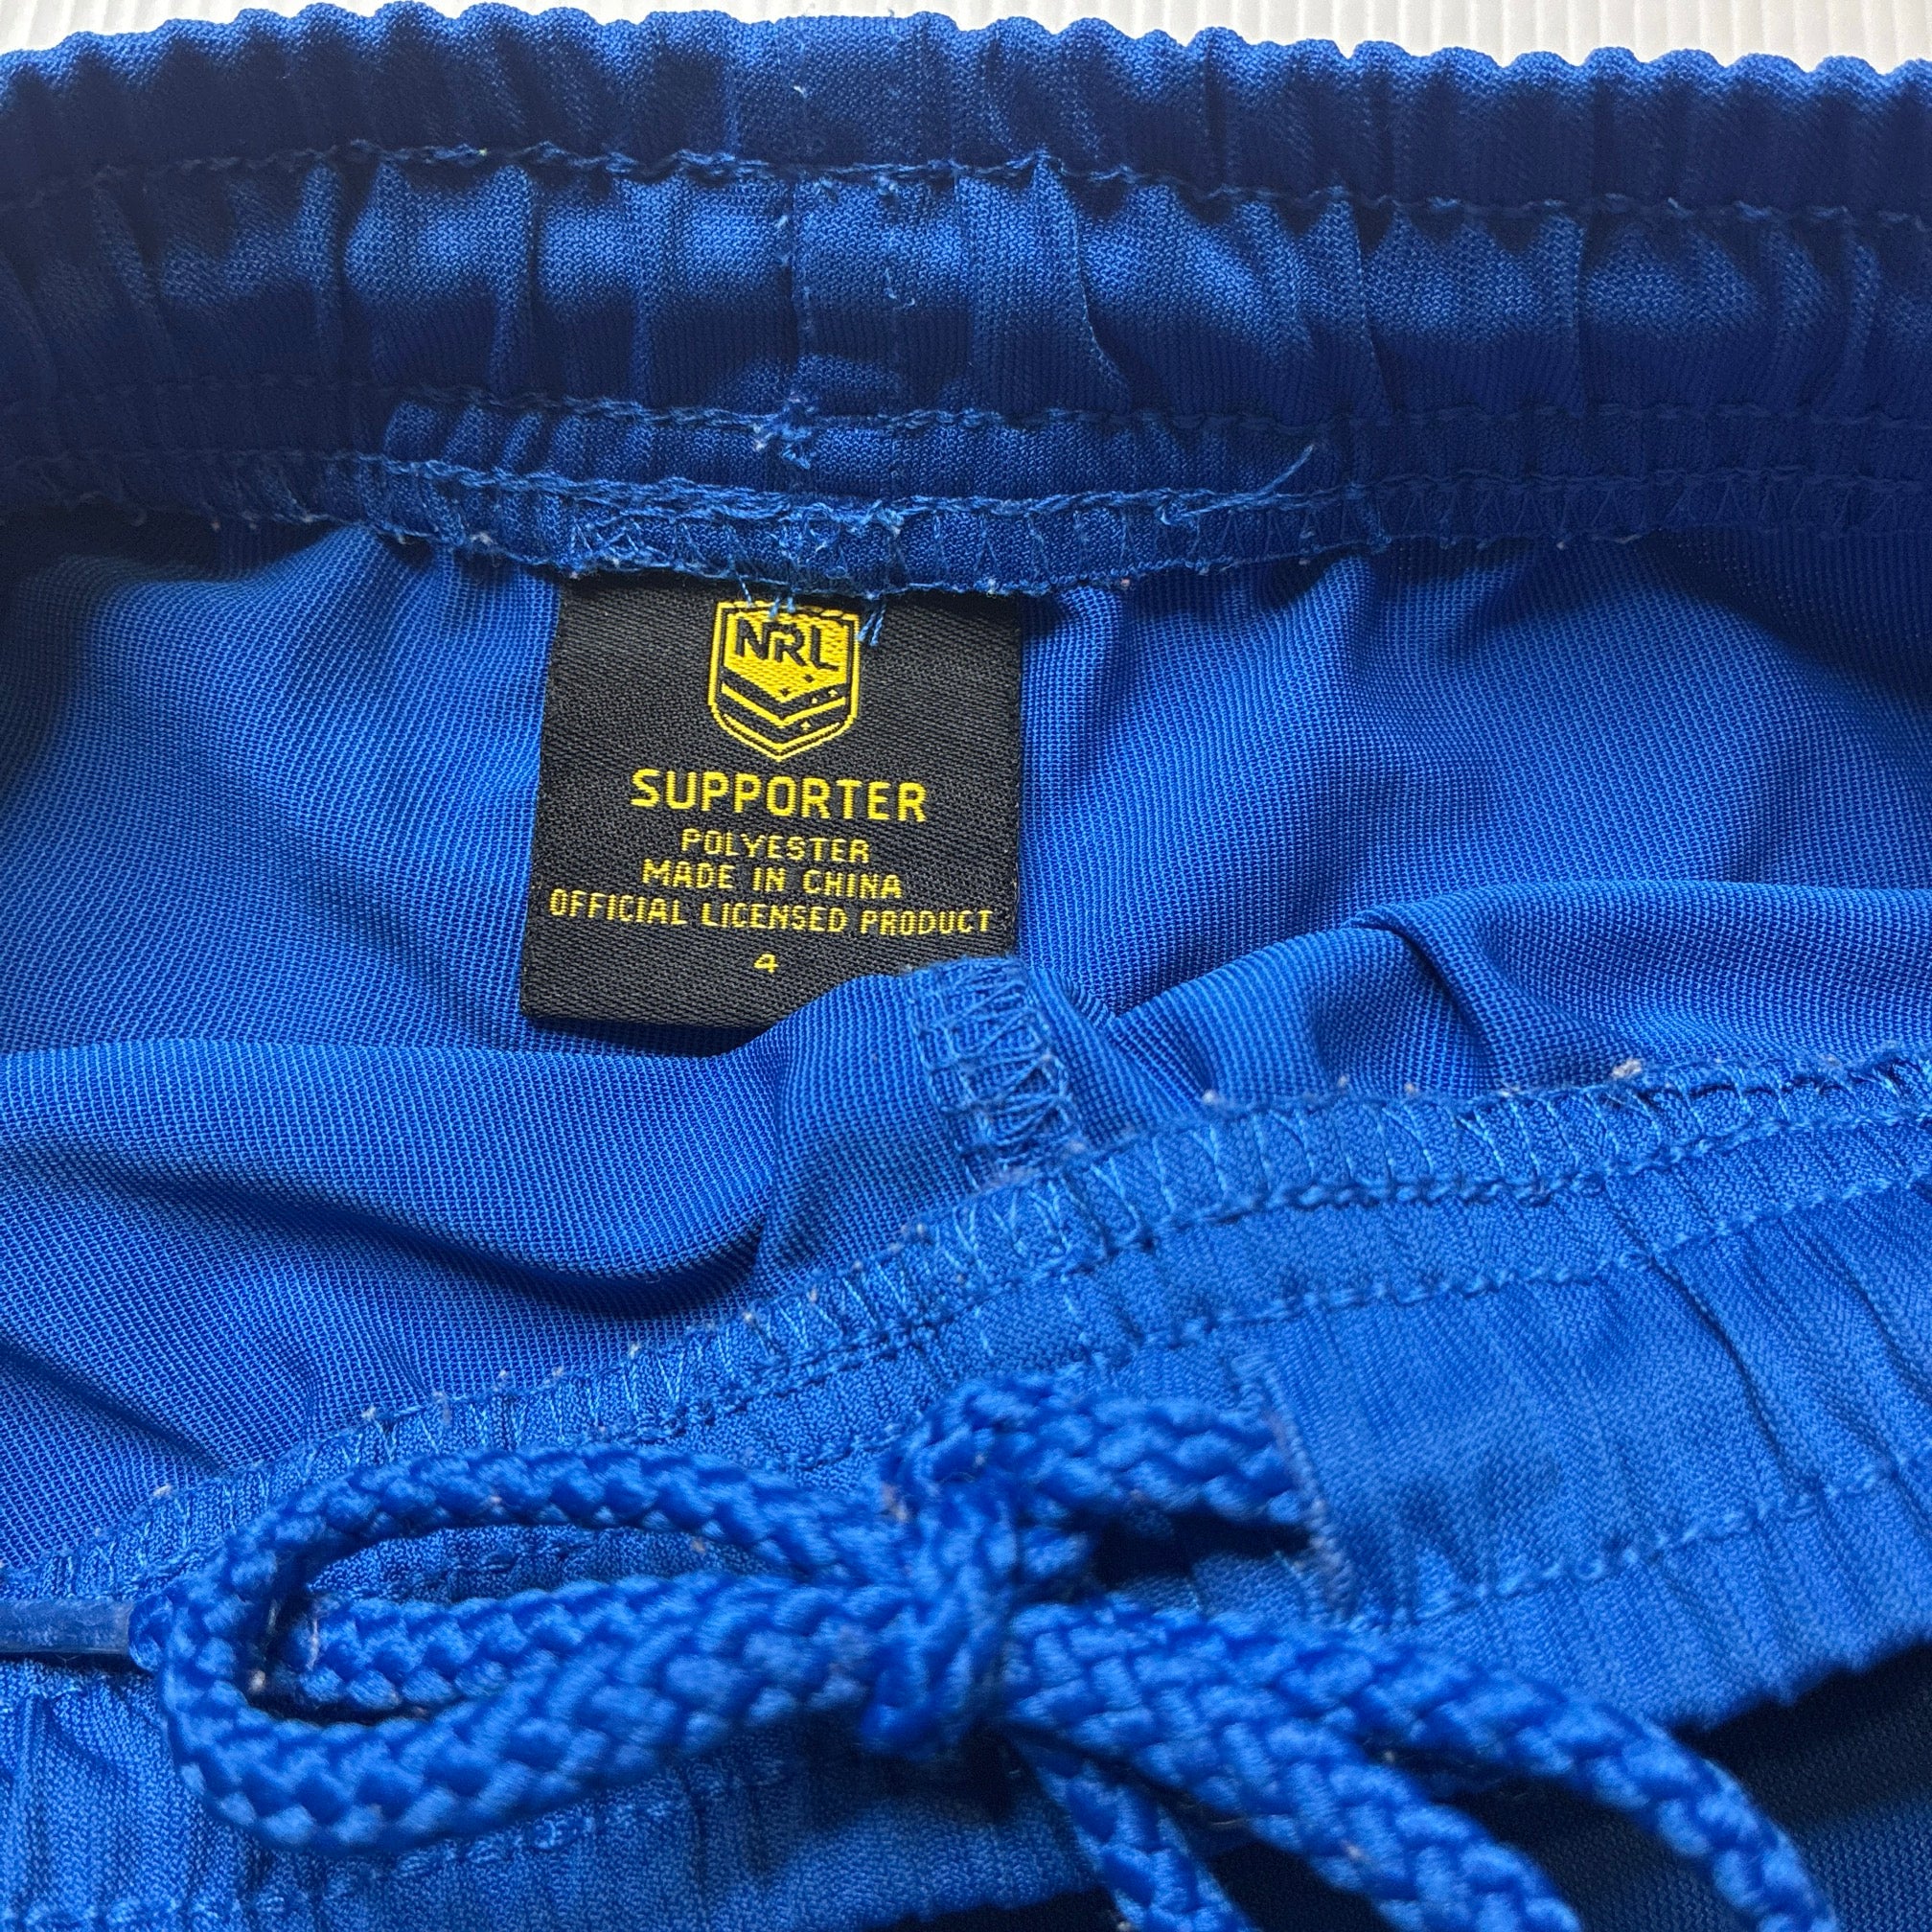 NRL
SUPPORTER
POLYESTER
MADE IN CHINA
OFFICIAL LICENSED PRODUCT
4